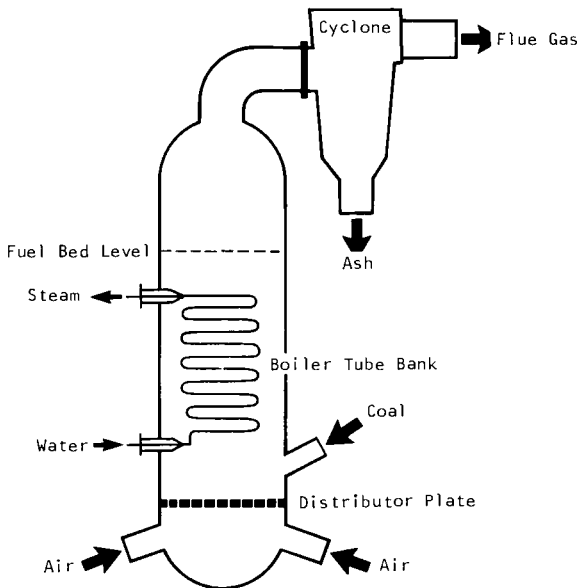 Cyclone
Flue Gas
Fuel Bed Level
Ash
Steam
Boiler Tube Bank
Coal
Water
Distributor Plate
Air
Air